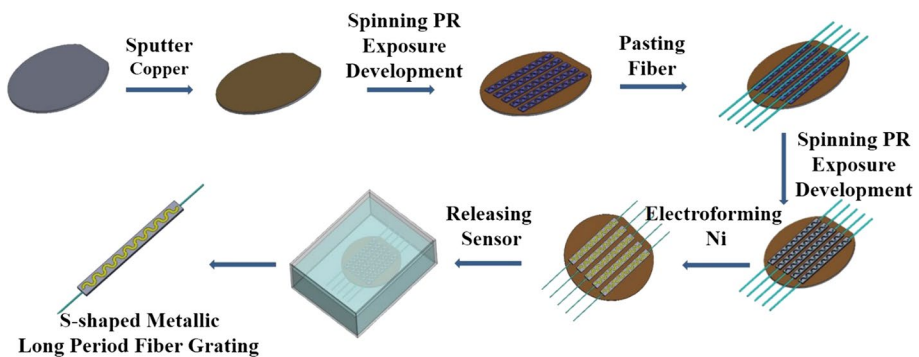 Sputter
Copper
Spinning PR
Exposure
Development
Pasting
Fiber
Spinning PR
Exposure
Development
Electroforming
Ni
Releasing
Sensor
S-shaped Metallic
Long Period Fiber Grating